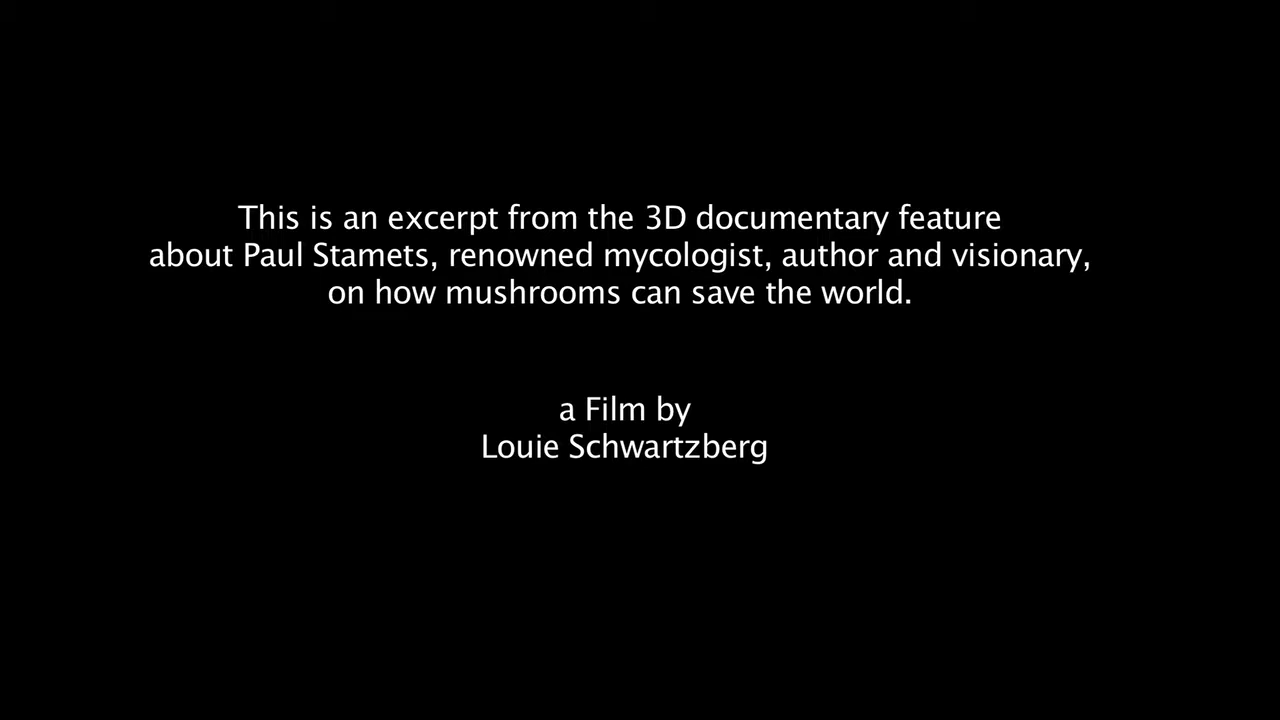 This is an excerpt from the 3D documentary feature
about Paul Stamets, renowned mycologist, author and visionary,
on how mushrooms can save the world.
a Film by
Louie Schwartzberg